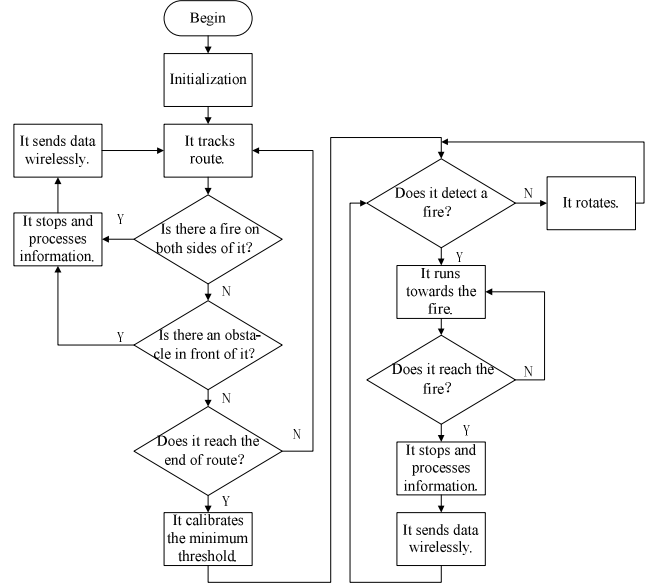 Begin
Initialization
It sends data
wirelessly.
It tracks
route.
It stops and
processes
information.
Y
Is there a fire on
both sides of it?
N
Y
Is there an obsta-
cle in front of it?
N
Does it reach the
end of route?
N
Y
It calibrates
the minimum
threshold.
Does it detect a
fire?
N
It rotates.
Y
It runs
towards the
fire.
Does it reach the
fire?
N
Y
It stops and
processes
information.
It sends data
wirelessly.